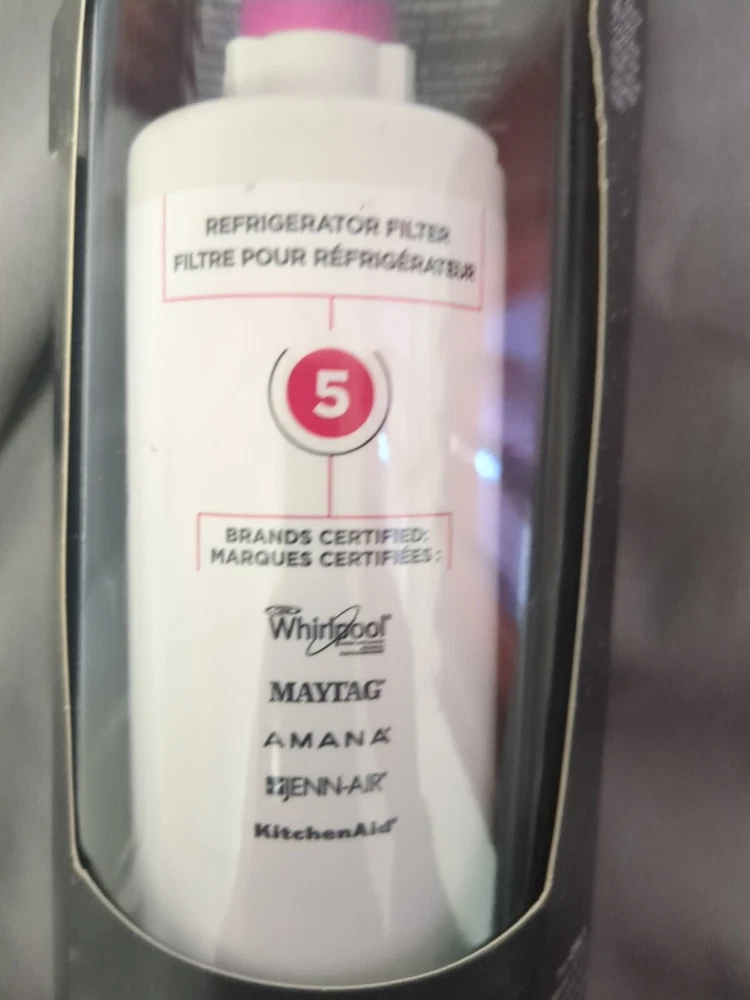 REFRIGERATOR FILTER
FILTRE POUR RÉFRIGÉRATEUR
5
BRANDS CERTIFIED:
MARQUES CERTIFIÉES :
Whirlpool
MAYTAG
AMANA
JENN-AIR
KitchenAid